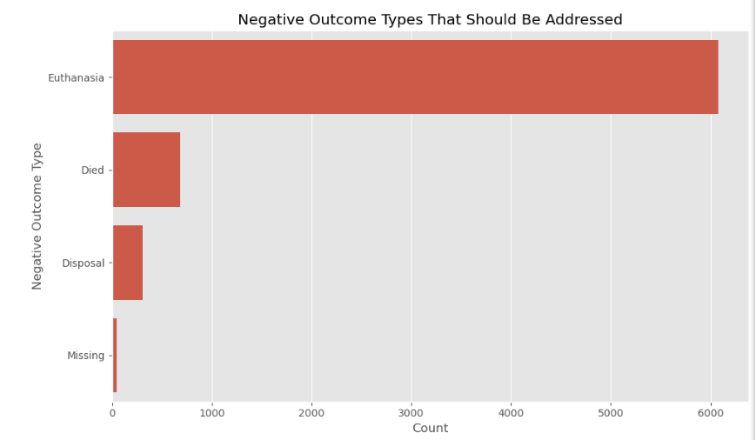 Negative Outcome Types That Should Be Addressed
Negative Outcome Type
Euthanasia
Died
Disposal
Missing
0 1000 2000 3000 4000 5000 6000
Count